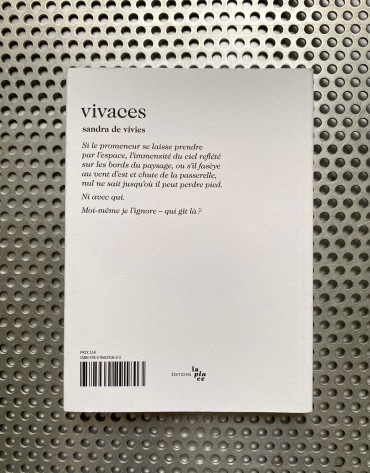 vivaces
sandra de vivies
Si le promeneur se laisse prendre
par l'espace, l'immensité du ciel reflété
sur les bords du paysage, ou s'il faseye
au vent d'est et chute de la passerelle,
nul ne sait jusqu'où il peut perdre pied.
Ni avec qui.
Moi-même je l'ignore – qui gît là ?
PRIX 15€
ÉDITIONS
la
pla
ce